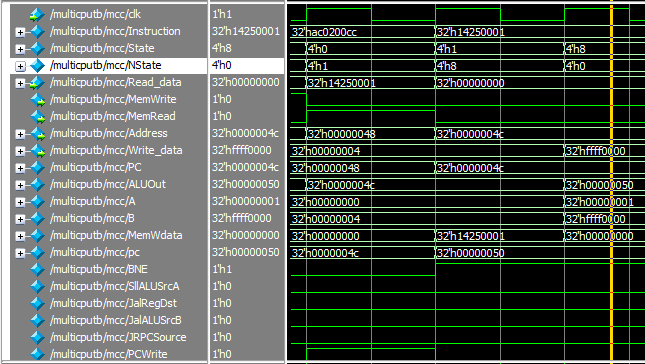 /multicputb/mcc/clk 1'h1
/multicputb/mcc/Instruction 32'h14250001 32'hac0200cc 32'h14250001
/multicputb/mcc/State 4'h8 4'h0 4'h1 4'h8
/multicputb/mcc/NState 4'h0 4'h1 4'h8 4'h0
/multicputb/mcc/Read_data 32'h00000000 32'h14250001 32'h00000000
/multicputb/mcc/MemWrite 1'h0
/multicputb/mcc/MemRead 1'h0
/multicputb/mcc/Address 32'h0000004c 32'h00000048 32'h0000004c
/multicputb/mcc/Write_data 32'hffff0000 32'h00000004 32'hffff0000
/multicputb/mcc/PC 32'h0000004c 32'h00000048 32'h0000004c
/multicputb/mcc/ALUOut 32'h00000050 32'h0000004c 32'h00000050
/multicputb/mcc/A 32'h00000001 32'h00000000 32'h00000001
/multicputb/mcc/B 32'hffff0000 32'h00000004 32'hffff0000
/multicputb/mcc/MemWdata 32'h00000000 32'h00000000 32'h14250001 32'h00000000
/multicputb/mcc/pc 32'h00000050 32'h0000004c 32'h00000050
/multicputb/mcc/BNE 1'h1
/multicputb/mcc/SllALUSrcA 1'h0
/multicputb/mcc/JalRegDst 1'h0
/multicputb/mcc/JalALUSrcB 1'h0
/multicputb/mcc/JRPCSource 1'h0
/multicputb/mcc/PCWrite 1'h0